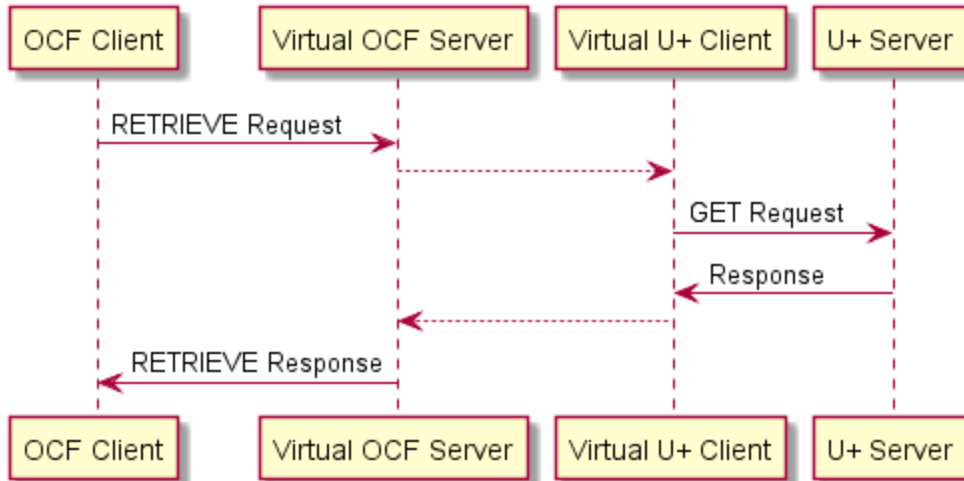 OCF Client
Virtual OCF Server
Virtual U+ Client
U+ Server
RETRIEVE Request
GET Request
Response
RETRIEVE Response
OCF Client
Virtual OCF Server
Virtual U+ Client
U+ Server